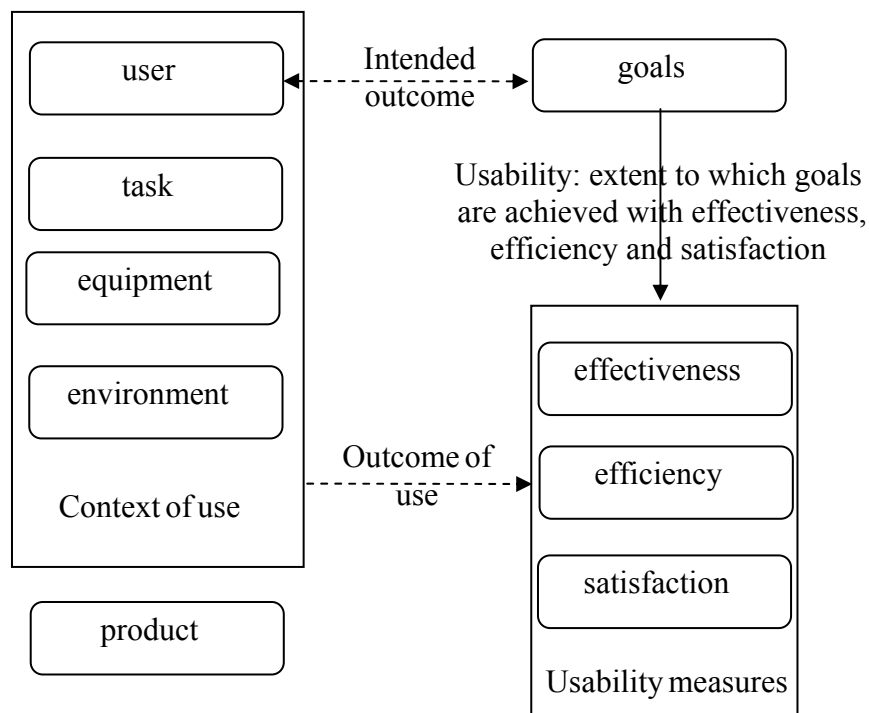 user
Intended
outcome
goals
task
Usability: extent to which goals
are achieved with effectiveness,
efficiency and satisfaction
equipment
environment
effectiveness
Outcome of
use
efficiency
Context of use
satisfaction
product
Usability measures